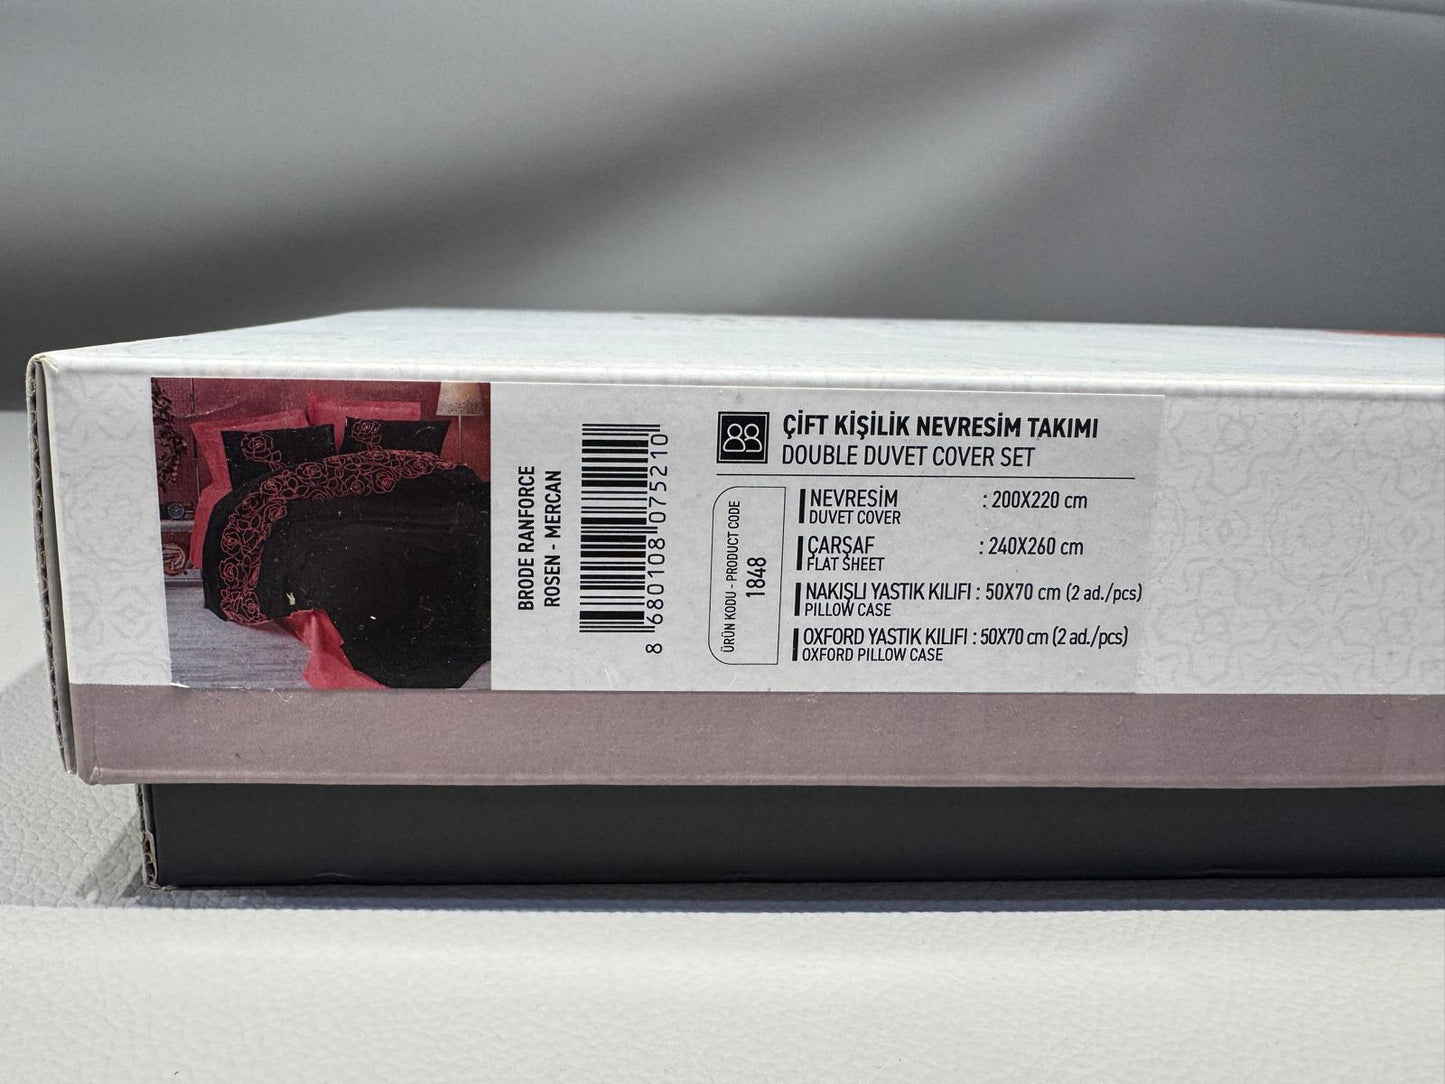 BRODE RANFORCE
ROSEN - MERCAN
8 680108 075210
ÇİFT KİŞİLİK NEVRESİM TAKIMI
DOUBLE DUVET COVER SET
ÜRÜN KODU - PRODUCT CODE
1848
NEVRESİM : 200X220 cm
DUVET COVER
ÇARŞAF : 240X260 cm
FLAT SHEET
NAKIŞLI YASTIK KILIFI : 50X70 cm (2 ad./pcs)
PILLOW CASE
OXFORD YASTIK KILIFI : 50X70 cm (2 ad./pcs)
OXFORD PILLOW CASE